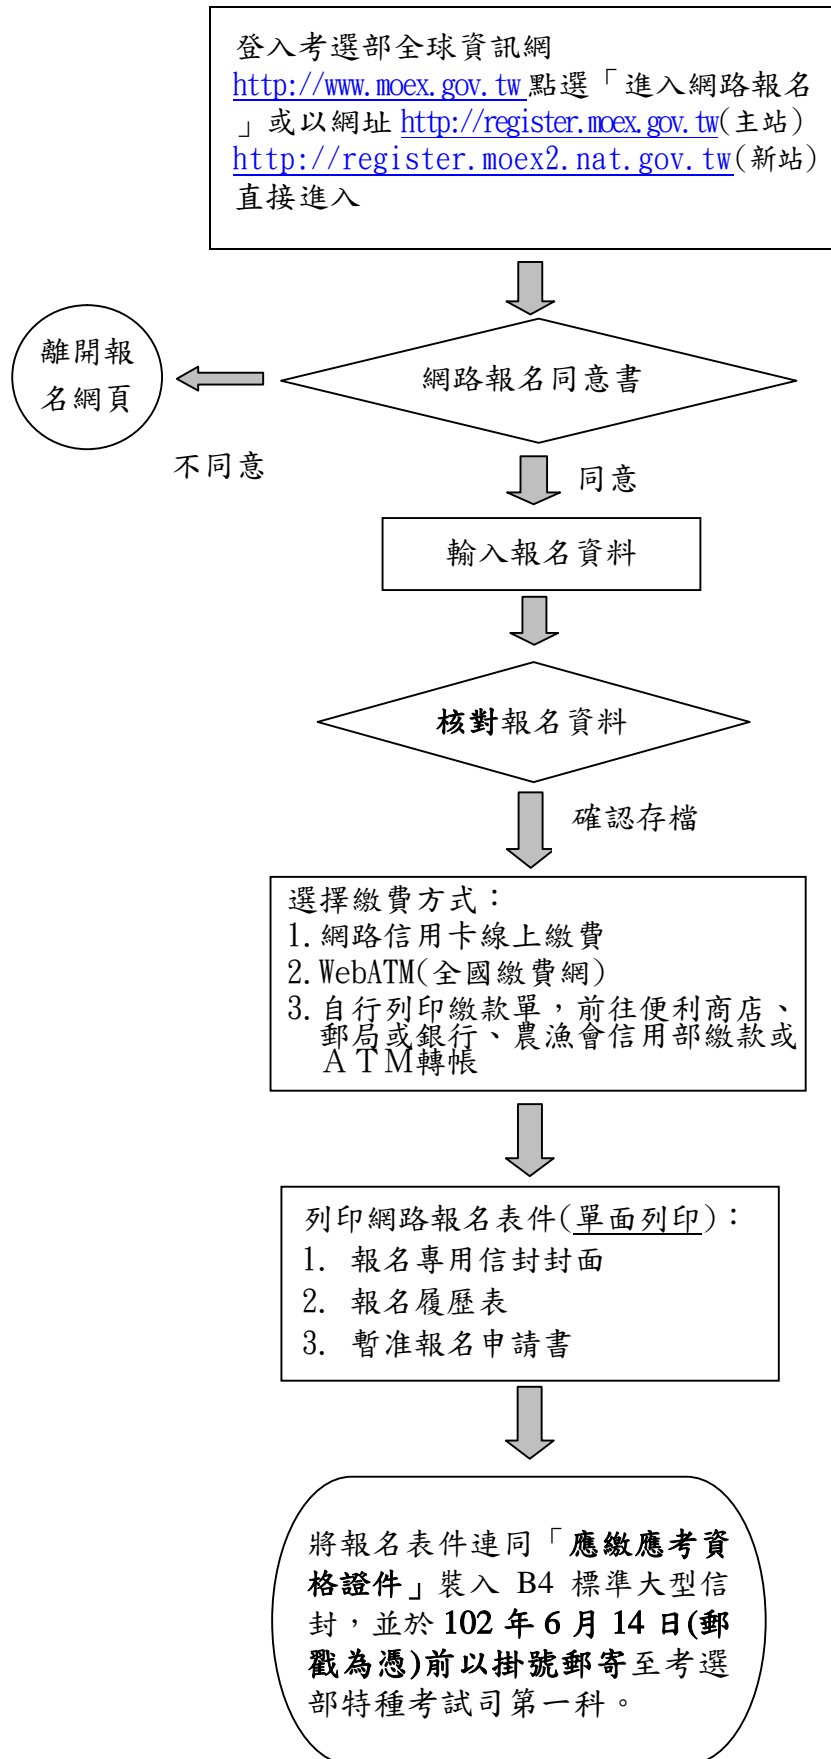 登入考選部全球資訊網
http://www.moex.gov.tw點選「進入網路報名
」或以網址 http://register.moex.gov.tw(主站)
http://register.moex2.nat.gov.tw(新站)
直接進入
離開報
名網頁
網路報名同意書
不同意
同意
輸入報名資料
核對報名資料
確認存檔
選擇繳費方式：
1.網路信用卡線上繳費
2.WebATM(全國繳費網)
3.自行列印繳款單，前往便利商店、
郵局或銀行、農漁會信用部繳款或
ＡＴＭ轉帳
列印網路報名表件(單面列印)：
1. 報名專用信封封面
2. 報名履歷表
3. 暫准報名申請書
將報名表件連同「應繳應考資
格證件」裝入 B4 標準大型信
封，並於 102 年 6 月 14 日(郵
戳為憑)前以掛號郵寄至考選
部特種考試司第一科。